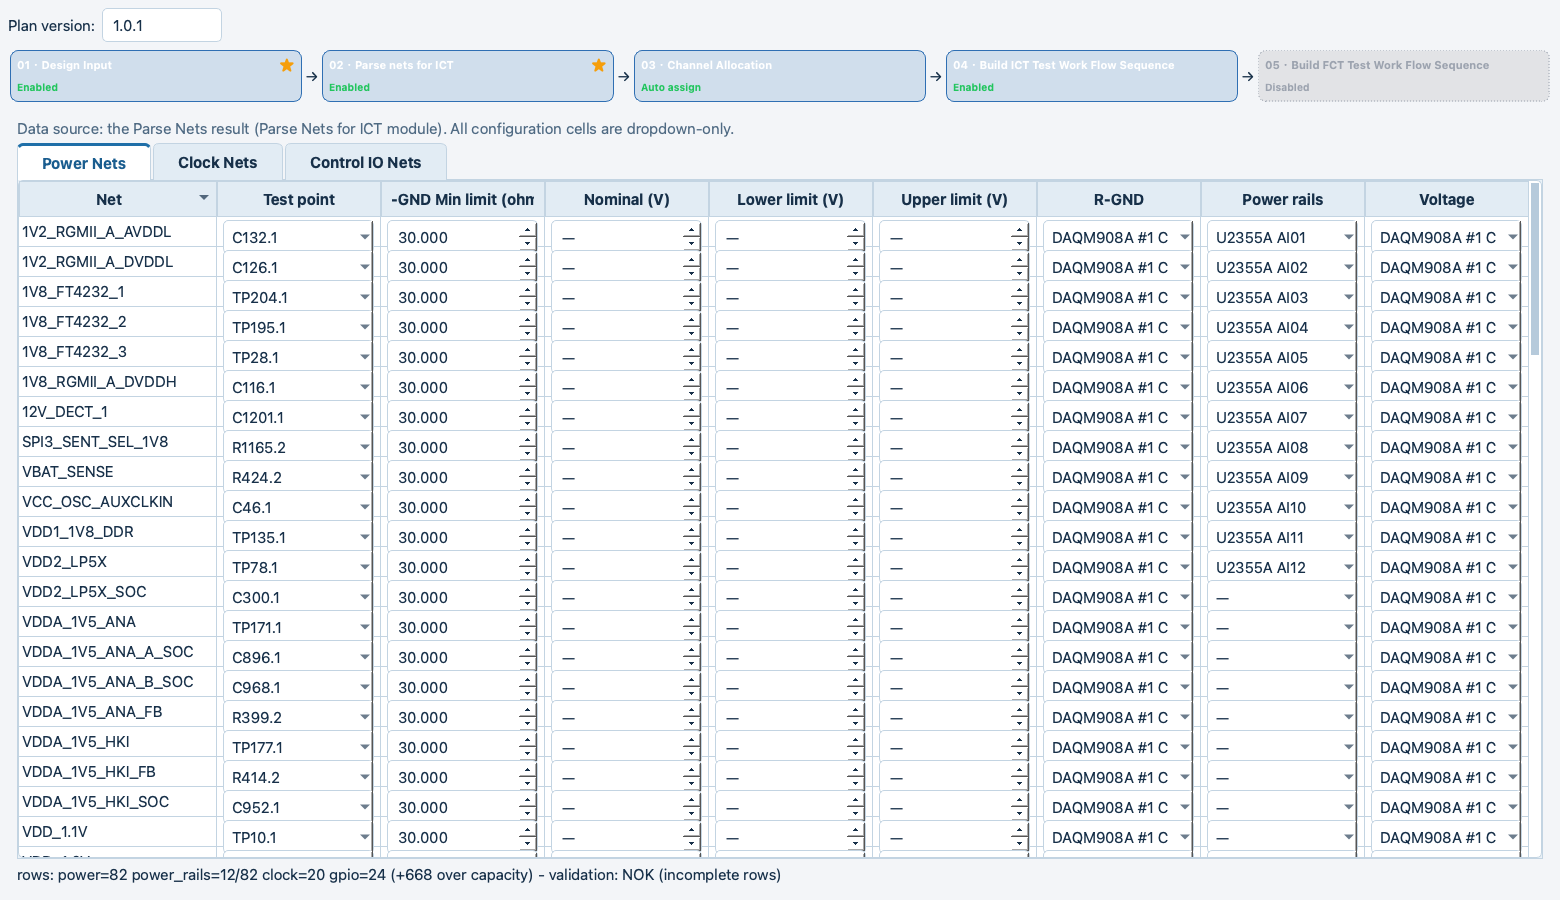 Plan version: 1.0.1
01 · Design Input
Enabled
02 · Parse nets for ICT
Enabled
03 · Channel Allocation
Auto assign
04 · Build ICT Test Work Flow Sequence
Enabled
05 · Build FCT Test Work Flow Sequence
Disabled
Data source: the Parse Nets result (Parse Nets for ICT module). All configuration cells are dropdown-only.
Power Nets Clock Nets Control IO Nets
Net Test point -GND Min limit (ohm Nominal (V) Lower limit (V) Upper limit (V) R-GND Power rails Voltage
1V2_RGMII_A_AVDDL C132.1 30.000 — — — DAQM908A #1 C U2355A AI01 DAQM908A #1 C
1V2_RGMII_A_DVDDL C126.1 30.000 — — — DAQM908A #1 C U2355A AI02 DAQM908A #1 C
1V8_FT4232_1 TP204.1 30.000 — — — DAQM908A #1 C U2355A AI03 DAQM908A #1 C
1V8_FT4232_2 TP195.1 30.000 — — — DAQM908A #1 C U2355A AI04 DAQM908A #1 C
1V8_FT4232_3 TP28.1 30.000 — — — DAQM908A #1 C U2355A AI05 DAQM908A #1 C
1V8_RGMII_A_DVDDH C116.1 30.000 — — — DAQM908A #1 C U2355A AI06 DAQM908A #1 C
12V_DECT_1 C1201.1 30.000 — — — DAQM908A #1 C U2355A AI07 DAQM908A #1 C
SPI3_SENT_SEL_1V8 R1165.2 30.000 — — — DAQM908A #1 C U2355A AI08 DAQM908A #1 C
VBAT_SENSE R424.2 30.000 — — — DAQM908A #1 C U2355A AI09 DAQM908A #1 C
VCC_OSC_AUXCLKIN C46.1 30.000 — — — DAQM908A #1 C U2355A AI10 DAQM908A #1 C
VDD1_1V8_DDR TP135.1 30.000 — — — DAQM908A #1 C U2355A AI11 DAQM908A #1 C
VDD2_LP5X TP78.1 30.000 — — — DAQM908A #1 C U2355A AI12 DAQM908A #1 C
VDD2_LP5X_SOC C300.1 30.000 — — — DAQM908A #1 C — DAQM908A #1 C
VDDA_1V5_ANA TP171.1 30.000 — — — DAQM908A #1 C — DAQM908A #1 C
VDDA_1V5_ANA_A_SOC C896.1 30.000 — — — DAQM908A #1 C — DAQM908A #1 C
VDDA_1V5_ANA_B_SOC C968.1 30.000 — — — DAQM908A #1 C — DAQM908A #1 C
VDDA_1V5_ANA_FB R399.2 30.000 — — — DAQM908A #1 C — DAQM908A #1 C
VDDA_1V5_HKI TP177.1 30.000 — — — DAQM908A #1 C — DAQM908A #1 C
VDDA_1V5_HKI_FB R414.2 30.000 — — — DAQM908A #1 C — DAQM908A #1 C
VDDA_1V5_HKI_SOC C952.1 30.000 — — — DAQM908A #1 C — DAQM908A #1 C
VDD_1.1V TP10.1 30.000 — — — DAQM908A #1 C — DAQM908A #1 C
rows: power=82 power_rails=12/82 clock=20 gpio=24 (+668 over capacity) - validation: NOK (incomplete rows)